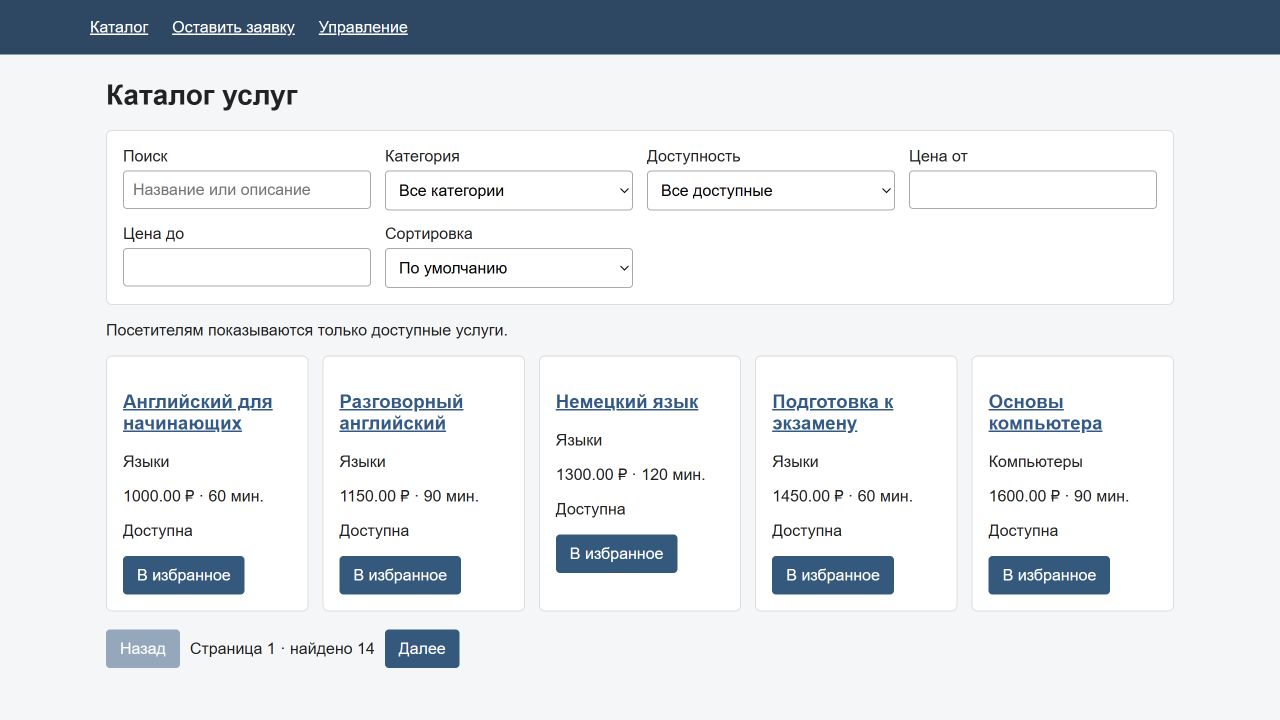 Каталог Оставить заявку Управление
Каталог услуг
Поиск Категория Доступность Цена от
Название или описание Все категории Все доступные
Цена до Сортировка
По умолчанию
Посетителям показываются только доступные услуги.
Английский для
начинающих
Языки
1000.00 ₽ · 60 мин.
Доступна
В избранное
Разговорный
английский
Языки
1150.00 ₽ · 90 мин.
Доступна
В избранное
Немецкий язык
Языки
1300.00 ₽ · 120 мин.
Доступна
В избранное
Подготовка к
экзамену
Языки
1450.00 ₽ · 60 мин.
Доступна
В избранное
Основы
компьютера
Компьютеры
1600.00 ₽ · 90 мин.
Доступна
В избранное
Назад Страница 1 · найдено 14 Далее